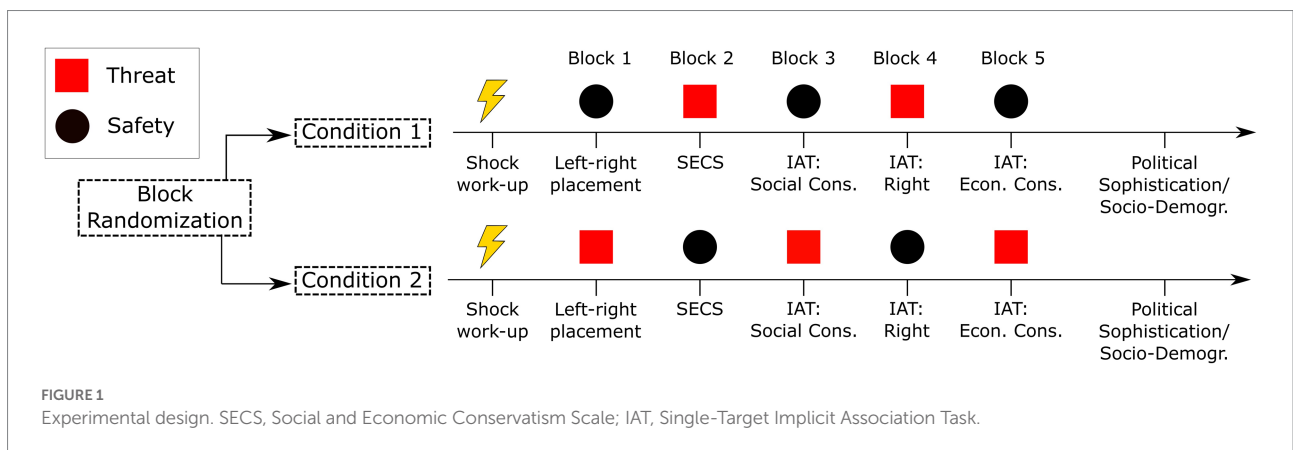 Threat
Safety
Block
Randomization
Condition 1
Block 1 Block 2 Block 3 Block 4 Block 5
Shock Left-right SECS IAT: IAT: IAT: Political
work-up placement Social Cons. Right Econ. Cons. Sophistication/
Socio-Demogr.
Condition 2
Shock Left-right SECS IAT: IAT: IAT: Political
work-up placement Social Cons. Right Econ. Cons. Sophistication/
Socio-Demogr.
FIGURE 1
Experimental design. SECS, Social and Economic Conservatism Scale; IAT, Single-Target Implicit Association Task.